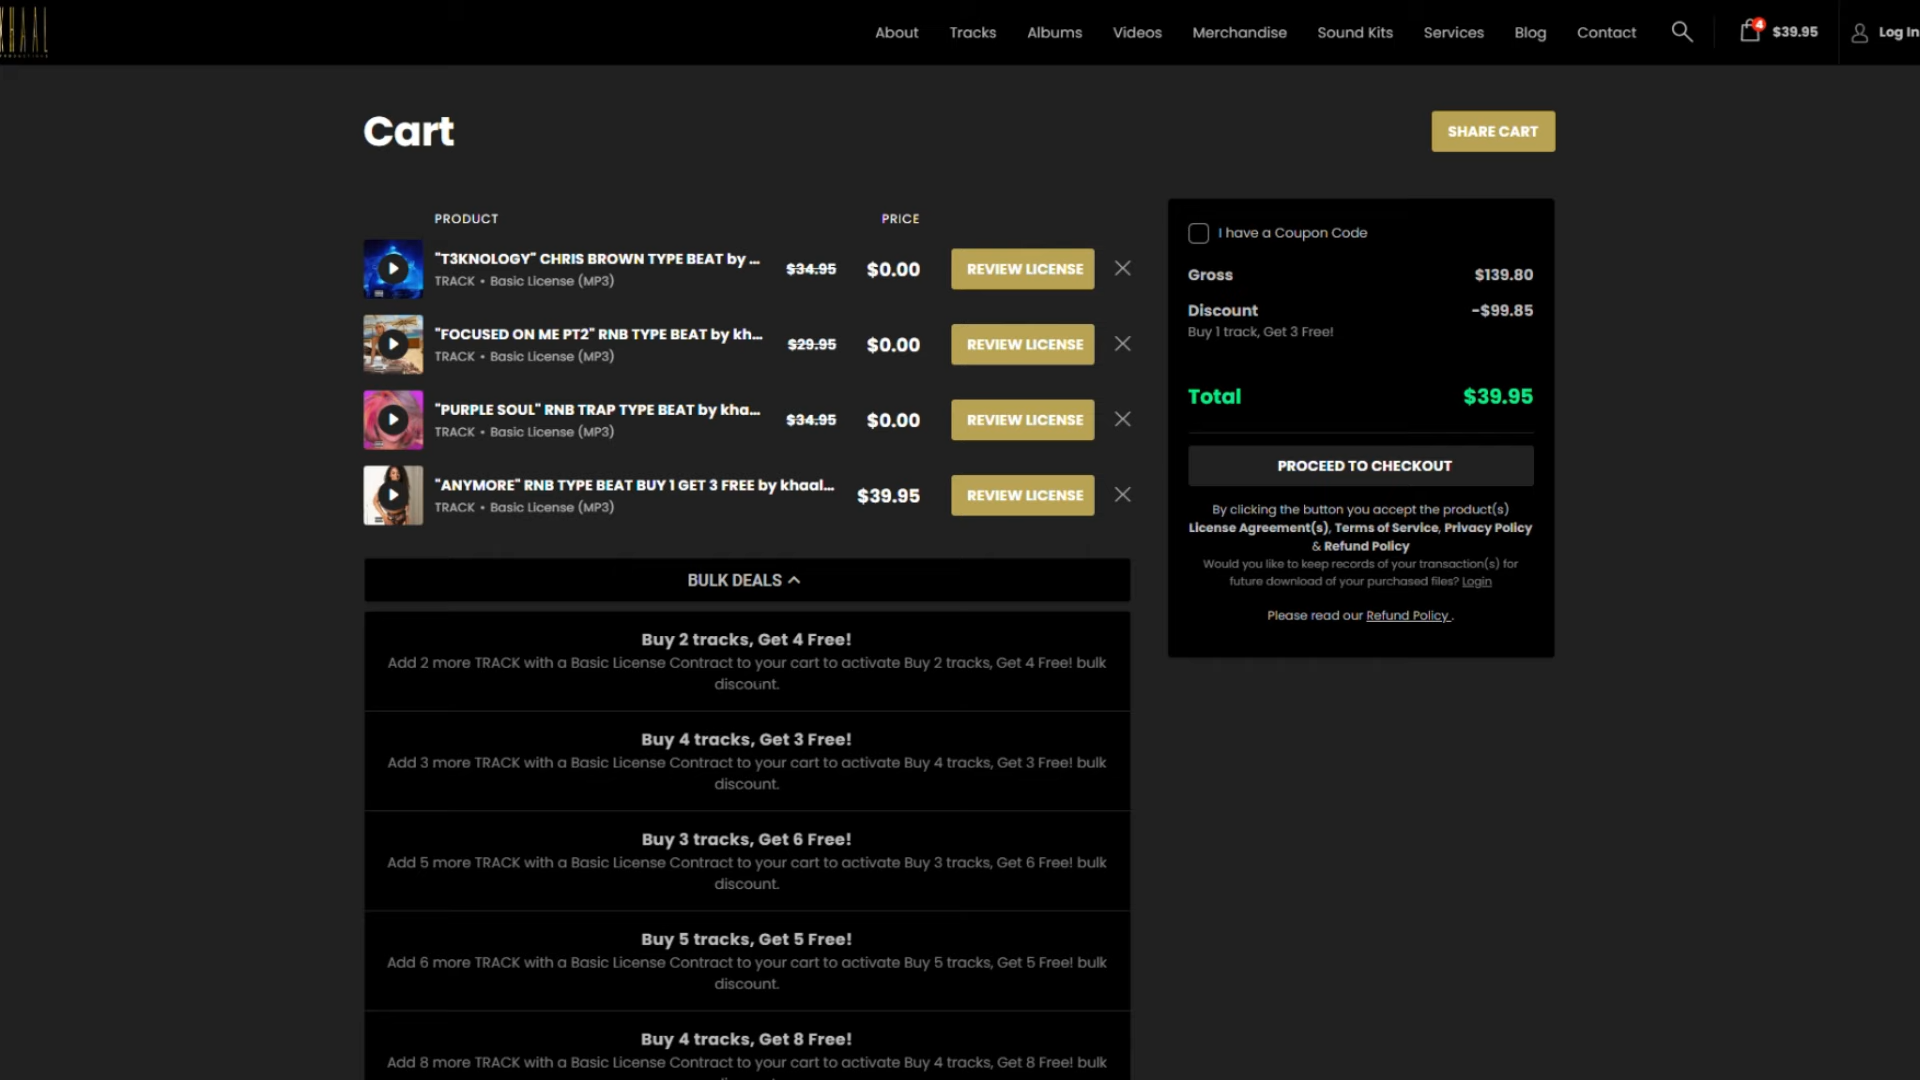 KHAAL
About Tracks Albums Videos Merchandise Sound Kits Services Blog Contact 4 $39.95 Log In
Cart
SHARE CART
PRODUCT PRICE
"T3KNOLOGY" CHRIS BROWN TYPE BEAT by ... $34.95 $0.00 REVIEW LICENSE
TRACK • Basic License (MP3)
"FOCUSED ON ME PT2" RNB TYPE BEAT by kh... $29.95 $0.00 REVIEW LICENSE
TRACK • Basic License (MP3)
"PURPLE SOUL" RNB TRAP TYPE BEAT by kha... $34.95 $0.00 REVIEW LICENSE
TRACK • Basic License (MP3)
"ANYMORE" RNB TYPE BEAT BUY 1 GET 3 FREE by khaal... $39.95 REVIEW LICENSE
TRACK • Basic License (MP3)
BULK DEALS
Buy 2 tracks, Get 4 Free!
Add 2 more TRACK with a Basic License Contract to your cart to activate Buy 2 tracks, Get 4 Free! bulk
discount.
Buy 4 tracks, Get 3 Free!
Add 3 more TRACK with a Basic License Contract to your cart to activate Buy 4 tracks, Get 3 Free! bulk
discount.
Buy 3 tracks, Get 6 Free!
Add 5 more TRACK with a Basic License Contract to your cart to activate Buy 3 tracks, Get 6 Free! bulk
discount.
Buy 5 tracks, Get 5 Free!
Add 6 more TRACK with a Basic License Contract to your cart to activate Buy 5 tracks, Get 5 Free! bulk
discount.
Buy 4 tracks, Get 8 Free!
Add 8 more TRACK with a Basic License Contract to your cart to activate Buy 4 tracks, Get 8 Free! bulk
I have a Coupon Code
Gross $139.80
Discount -$99.85
Buy 1 track, Get 3 Free!
Total $39.95
PROCEED TO CHECKOUT
By clicking the button you accept the product(s)
License Agreement(s), Terms of Service, Privacy Policy
& Refund Policy
Would you like to keep records of your transaction(s) for
future download of your purchased files? Login
Please read our Refund Policy .